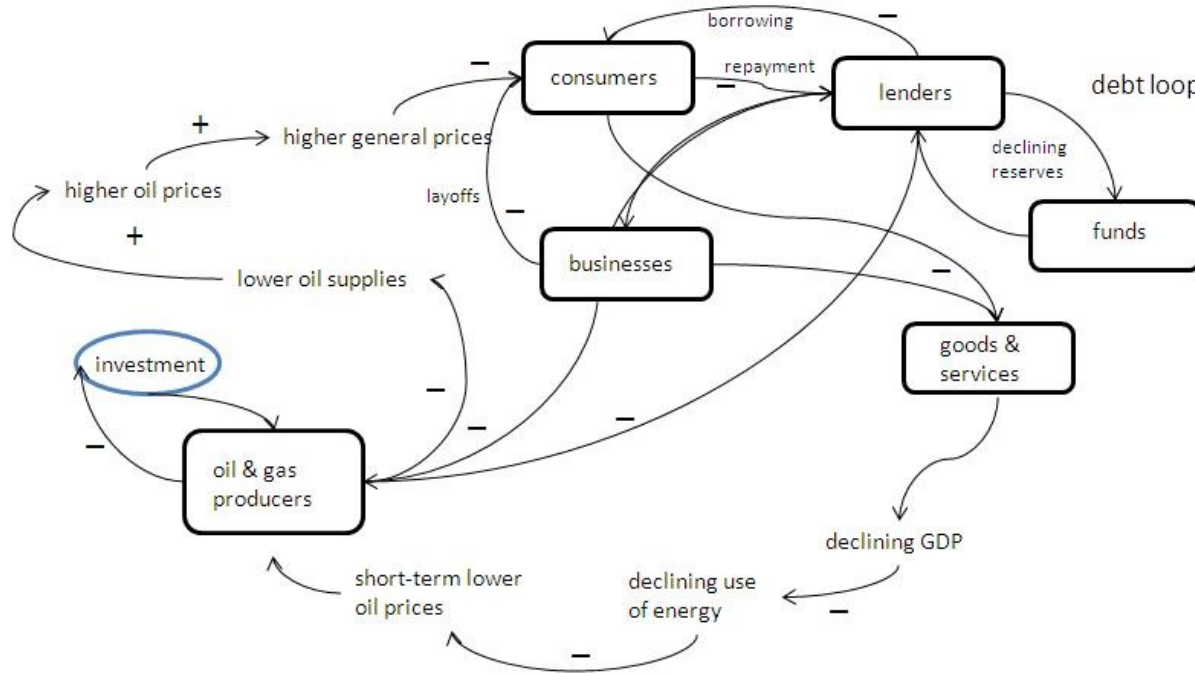 borrowing
−
consumers
repayment
−
lenders
debt loop
−
+
higher general prices
declining
reserves
higher oil prices
layoffs
−
funds
+
businesses
−
lower oil supplies
investment
goods &
services
−
−
−
−
oil & gas
producers
declining GDP
short-term lower
oil prices
declining use
of energy
−
−